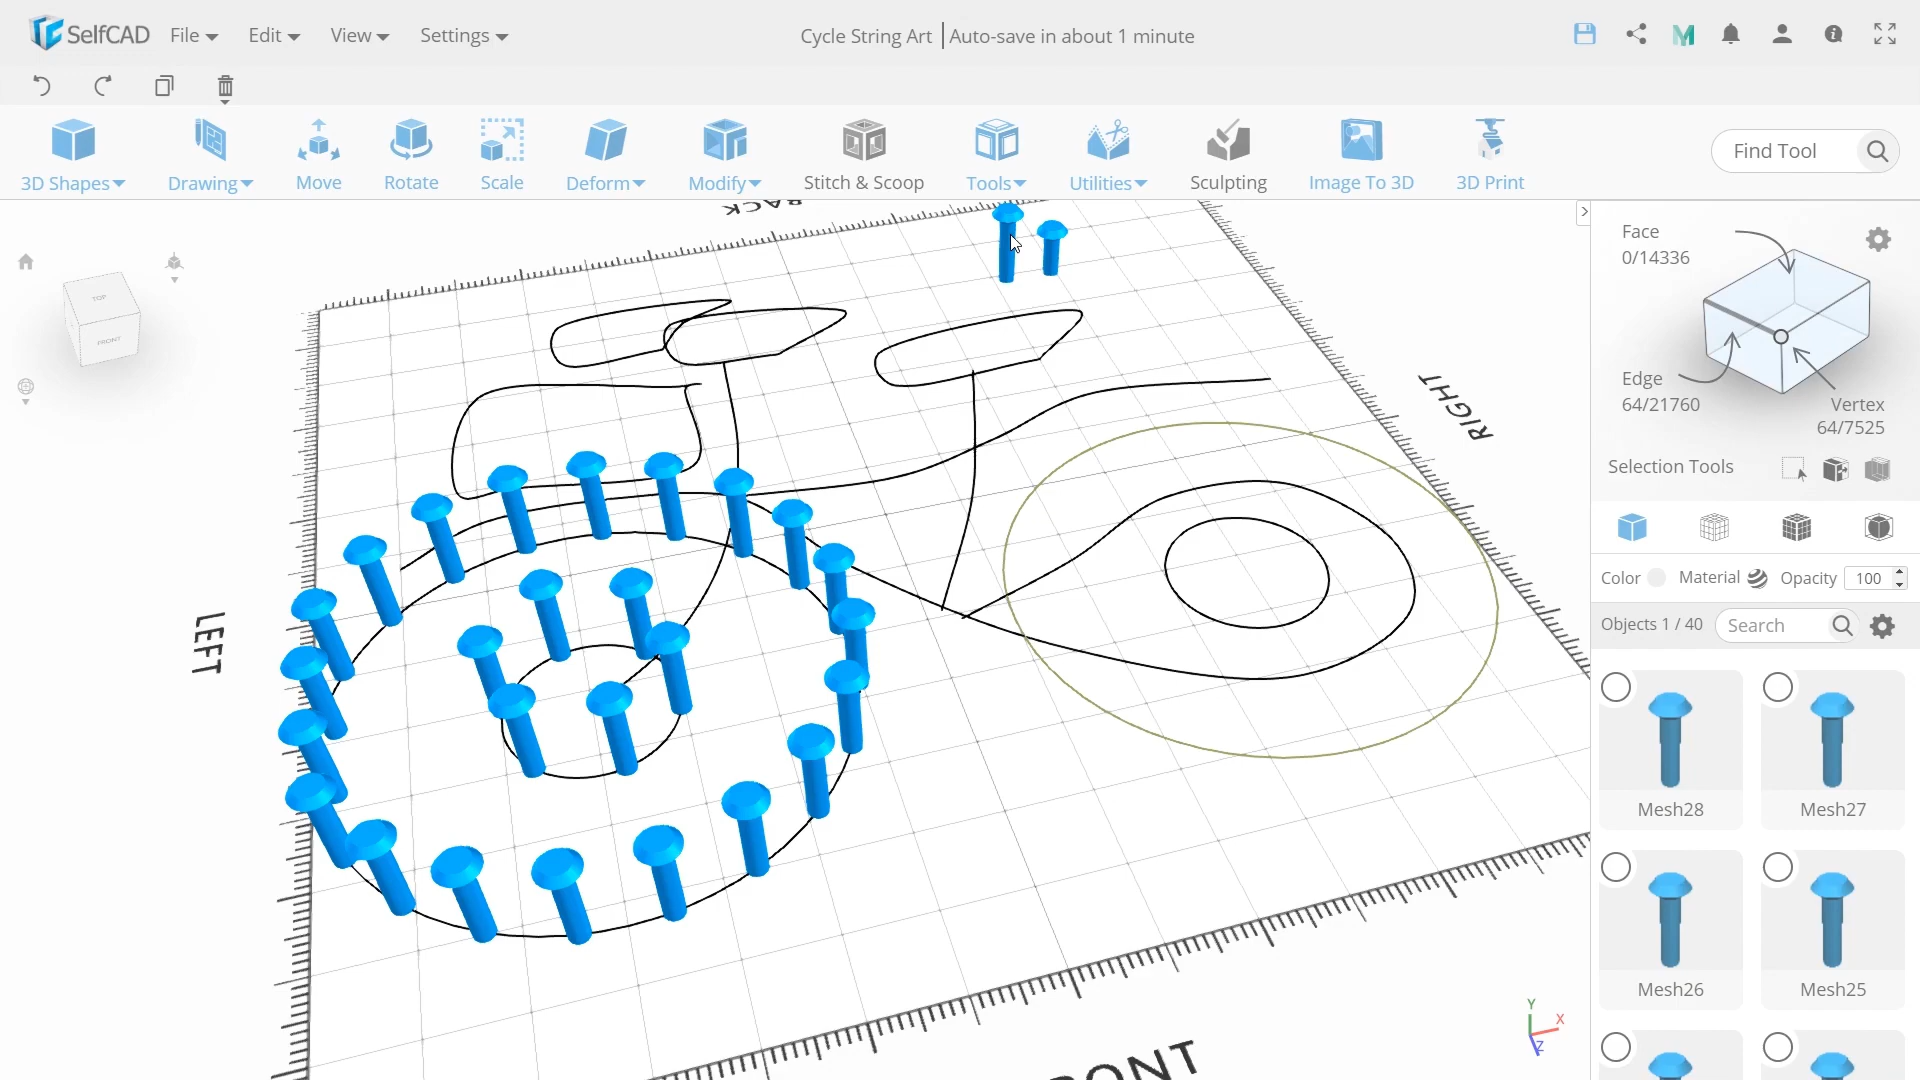 SelfCAD File Edit View Settings Cycle String Art Auto-save in about 1 minute
3D Shapes Drawing Move Rotate Scale Deform Modify Stitch & Scoop Tools Utilities Sculpting Image To 3D 3D Print Find Tool
BACK
TOP
FRONT
LEFT
RIGHT
Face
0/14336
Edge
64/21760
Vertex
64/7525
Selection Tools
Color Material Opacity 100
Objects 1 / 40 Search
Mesh28 Mesh27
Mesh26 Mesh25
Y
X
Z